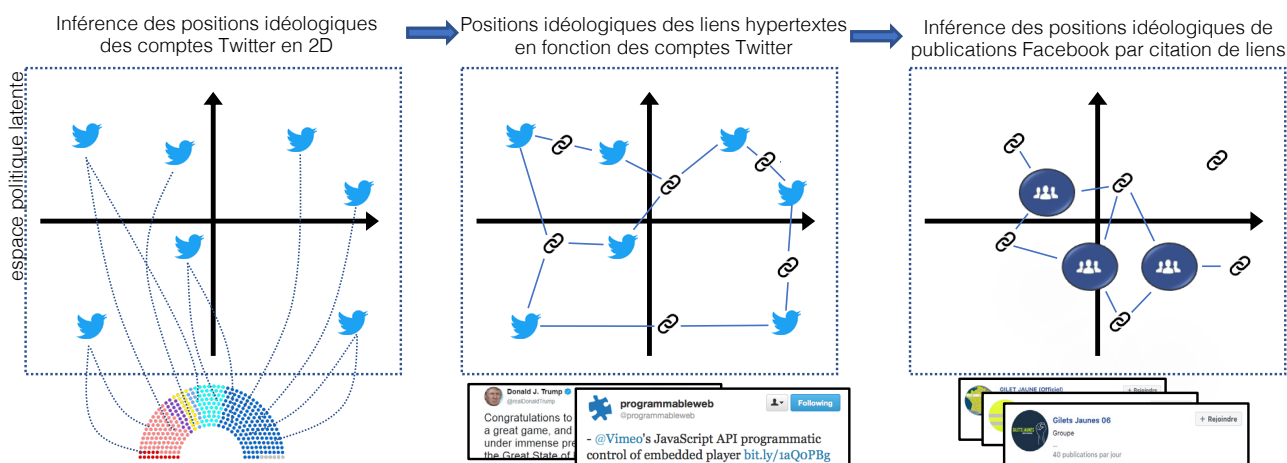 Inférence des positions idéologiques
des comptes Twitter en 2D
Positions idéologiques des liens hypertextes
en fonction des comptes Twitter
Inférence des positions idéologiques de
publications Facebook par citation de liens
espace politique latente
Donald J. Trump
@realDonaldTrump
Congratulations to
a great game, and
under immense pre
the Great State of
programmableweb
@programmableweb
Following
- @Vimeo's JavaScript API programmatic
control of embedded player bit.ly/1aQ0PBg
GILET JAUNE (Officiel)
+ Rejoindre
GILETS JAUNES
Gilets Jaunes 06
+ Rejoindre
Groupe
...
40 publications par jour